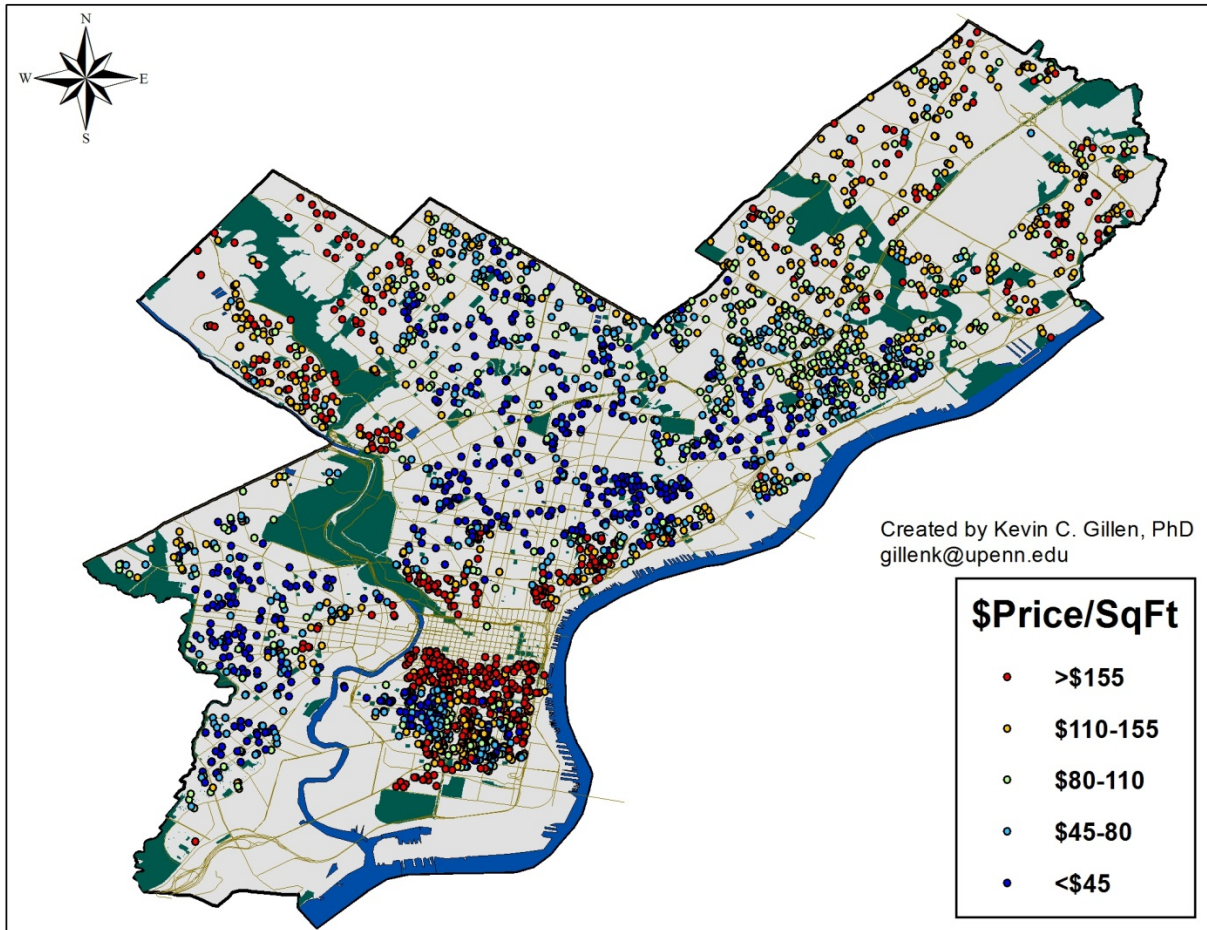 N
W E
S
Created by Kevin C. Gillen, PhD
gillenk@upenn.edu
$Price/SqFt
>$155
$110-155
$80-110
$45-80
<$45